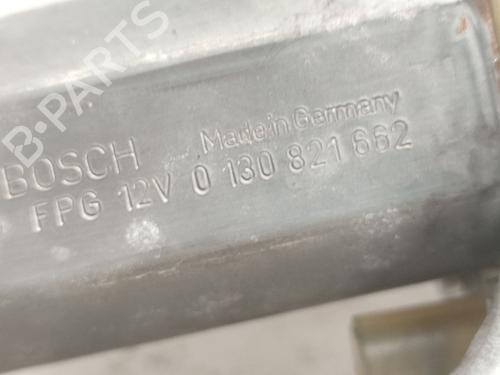 B-PARTS
BOSCH Made in Germany
FPG 12V 0 130 821 662